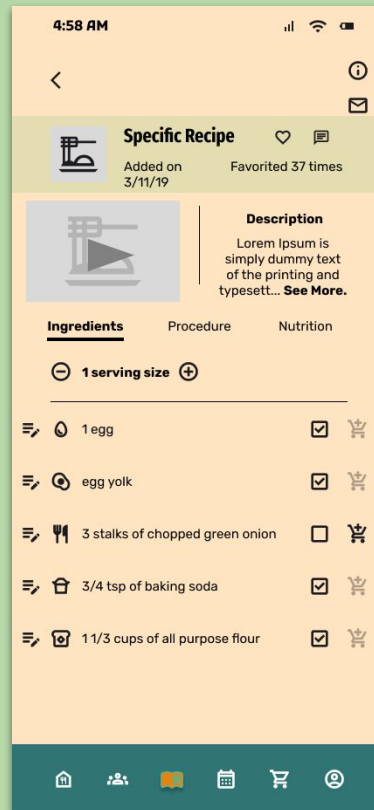 4:58 AM
Specific Recipe
Added on
3/11/19
Favorited 37 times
Description
Lorem Ipsum is
simply dummy text
of the printing and
typesett... See More.
Ingredients
Procedure
Nutrition
1 serving size
1 egg
egg yolk
3 stalks of chopped green onion
3/4 tsp of baking soda
1 1/3 cups of all purpose flour